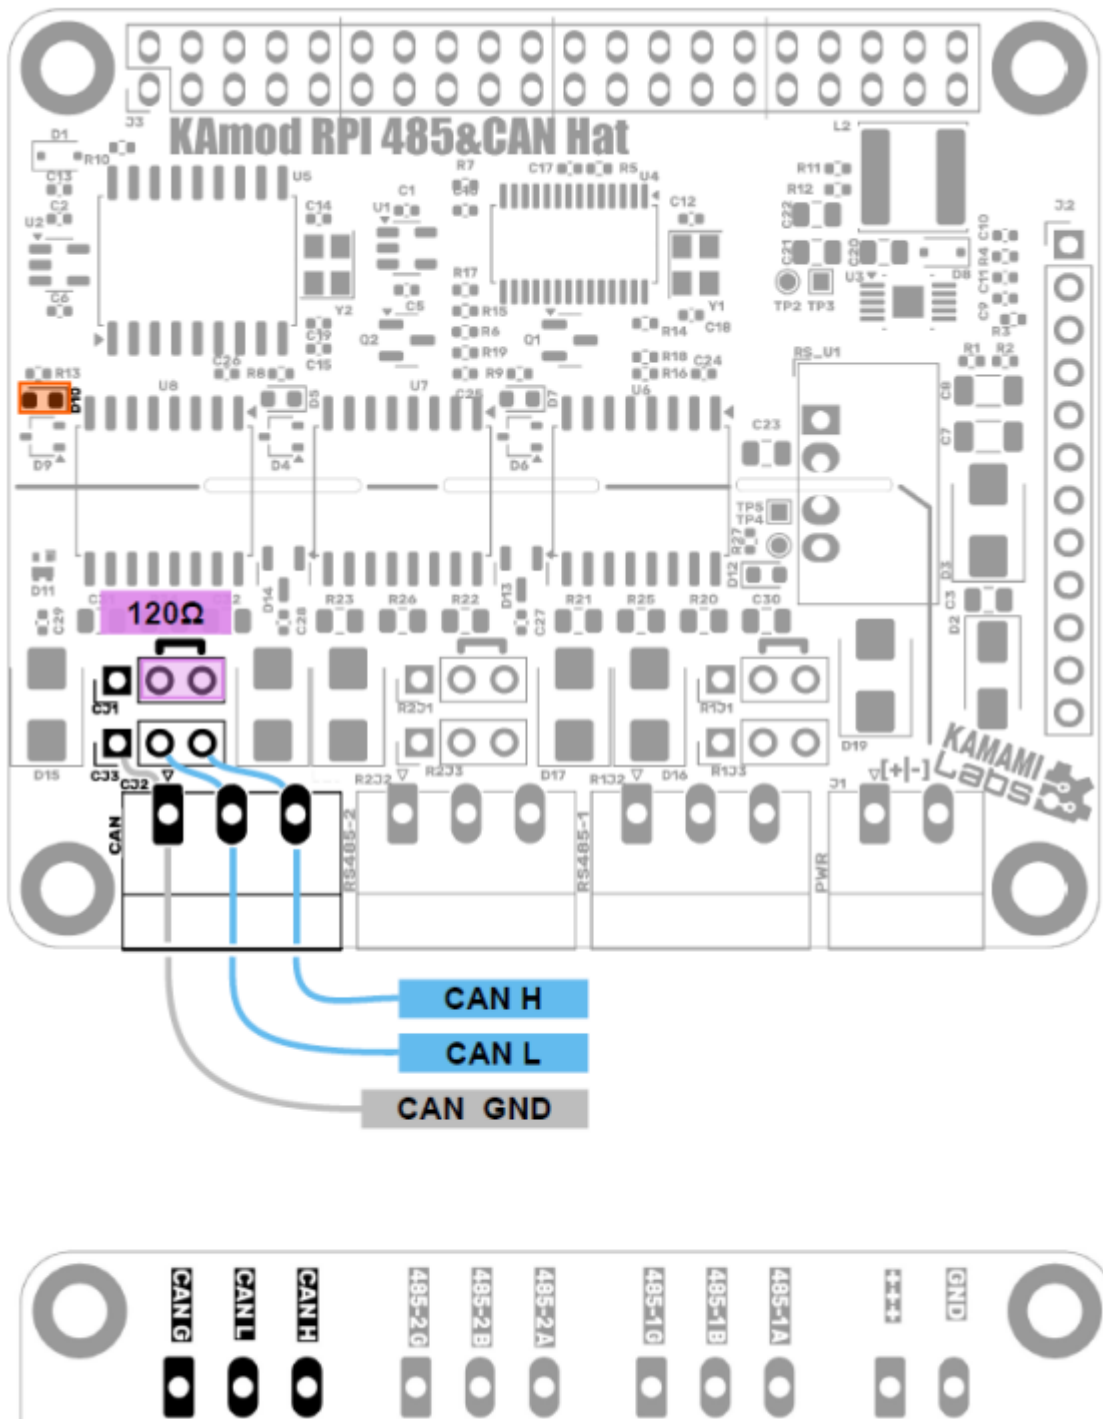 J3
KAmod RPI 485&CAN Hat
D1
R10
C13
C2
U2
C6
U5
C14
Y2
C19
C15
R7
C16
C1
U1
C5
R17
R15
R6
R19
Q2
Q1
C17
R5
U4
C12
Y1
C18
R14
R18
R16
C24
L2
R11
R12
C22
C21
C20
D8
U3
TP2
TP3
J2
C10
R4
C11
C9
R3
R1
R2
RS_U1
R13
D10
D9
C26
R8
U8
D5
D4
U7
C25
R9
D7
D6
U6
C23
TP5
TP4
R27
D12
C8
C7
D3
C3
D2
D11
C29
120Ω
D14
C28
R23
R26
R22
D13
C27
R21
R25
R20
C30
CJ1
CJ3
CJ2
D15
R2J1
R2J3
R2J2
D17
R1J1
R1J3
R1J2
D16
D19
KAMAMI
Labs
J1
[+|-]
CAN
RS485-2
RS485-1
PWR
CAN H
CAN L
CAN GND
CAN G
CAN L
CAN H
485-2G
485-2B
485-2A
485-1G
485-1B
485-1A
+++
GND